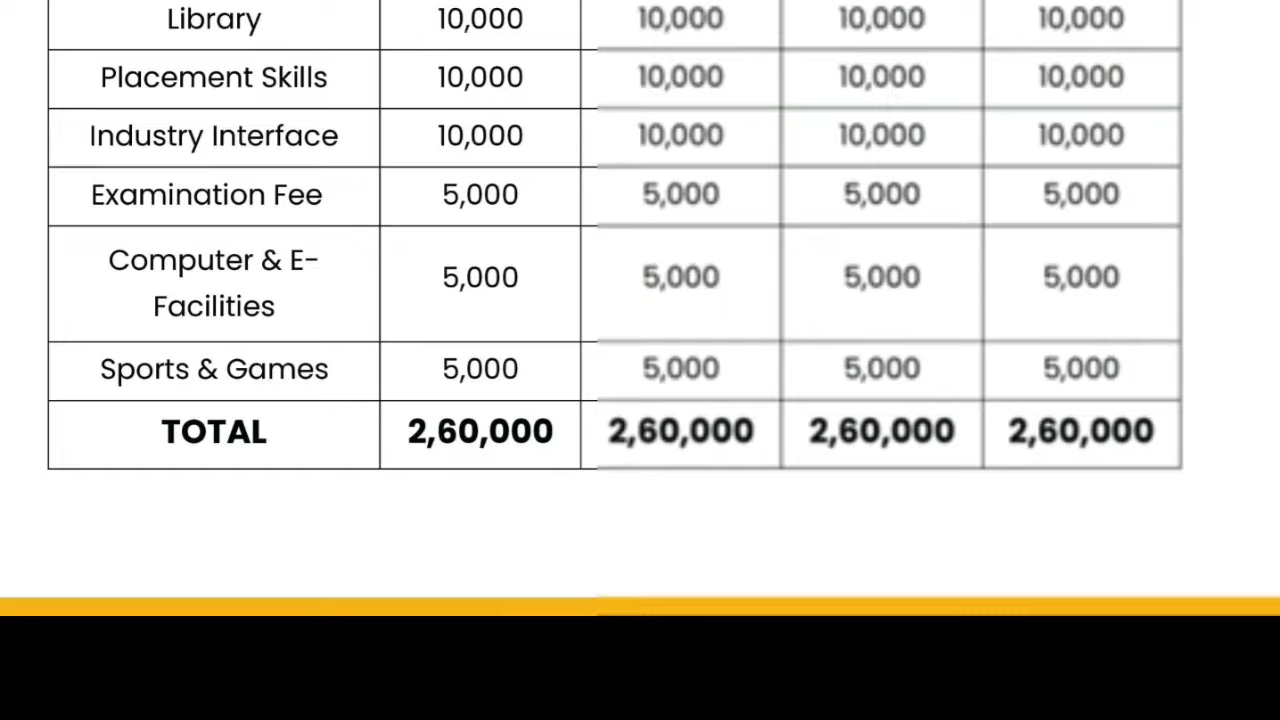 Library 10,000 10,000 10,000 10,000
Placement Skills 10,000 10,000 10,000 10,000
Industry Interface 10,000 10,000 10,000 10,000
Examination Fee 5,000 5,000 5,000 5,000
Computer & E-
Facilities 5,000 5,000 5,000 5,000
Sports & Games 5,000 5,000 5,000 5,000
TOTAL 2,60,000 2,60,000 2,60,000 2,60,000